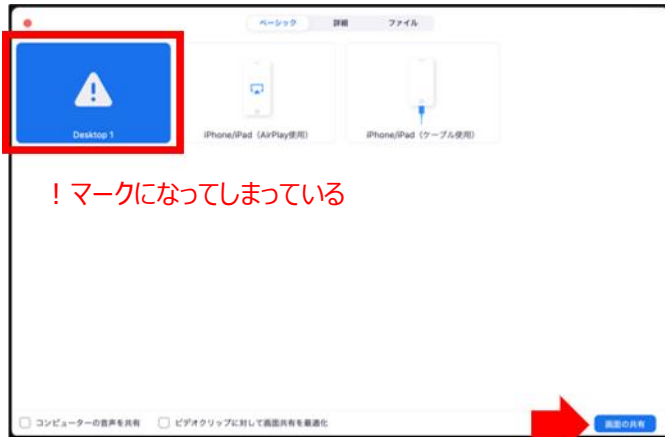 ベーシック 詳細 ファイル
Desktop 1
iPhone/iPad（AirPlay使用）
iPhone/iPad（ケーブル使用）
！マークになってしまっている
コンピューターの音声を共有
ビデオクリップに対して画面共有を最適化
画面の共有